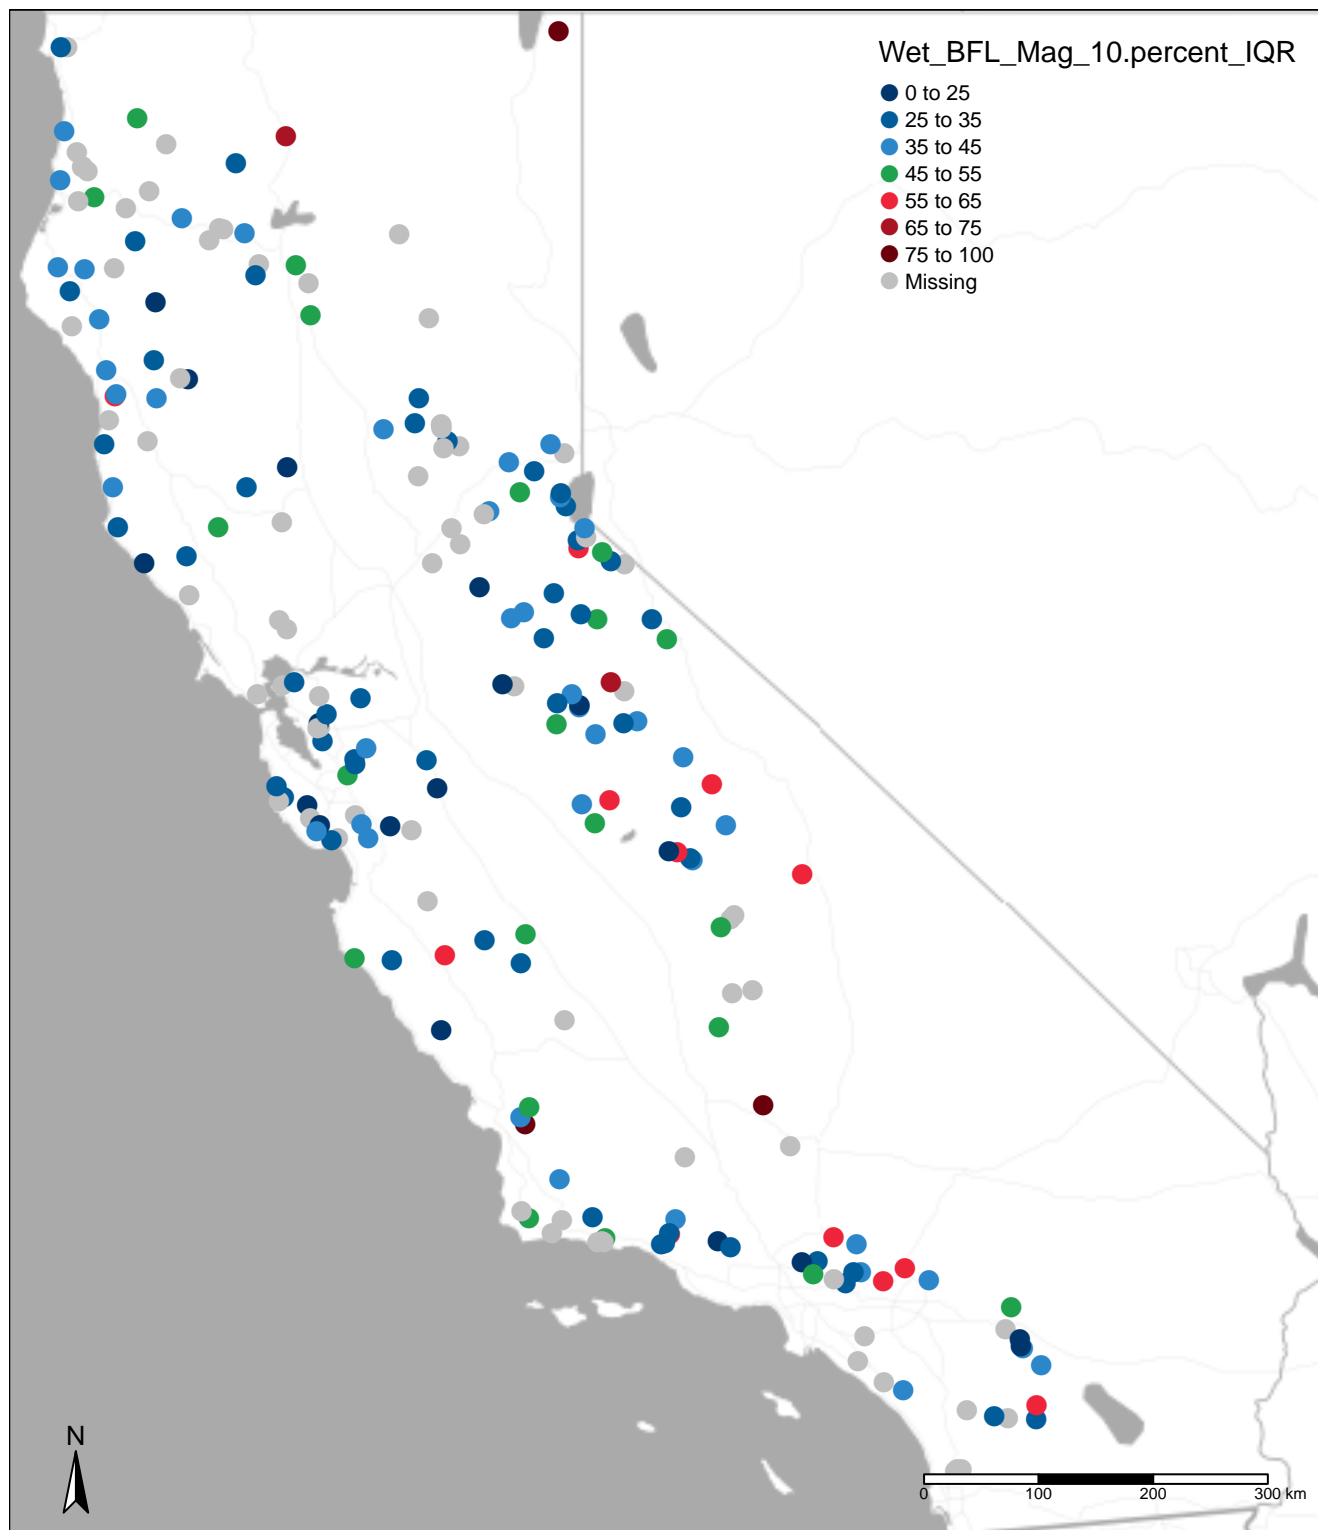 Wet_BFL_Mag_10.percent_IQR
0 to 25
25 to 35
35 to 45
45 to 55
55 to 65
65 to 75
75 to 100
Missing
N
0 100 200 300 km